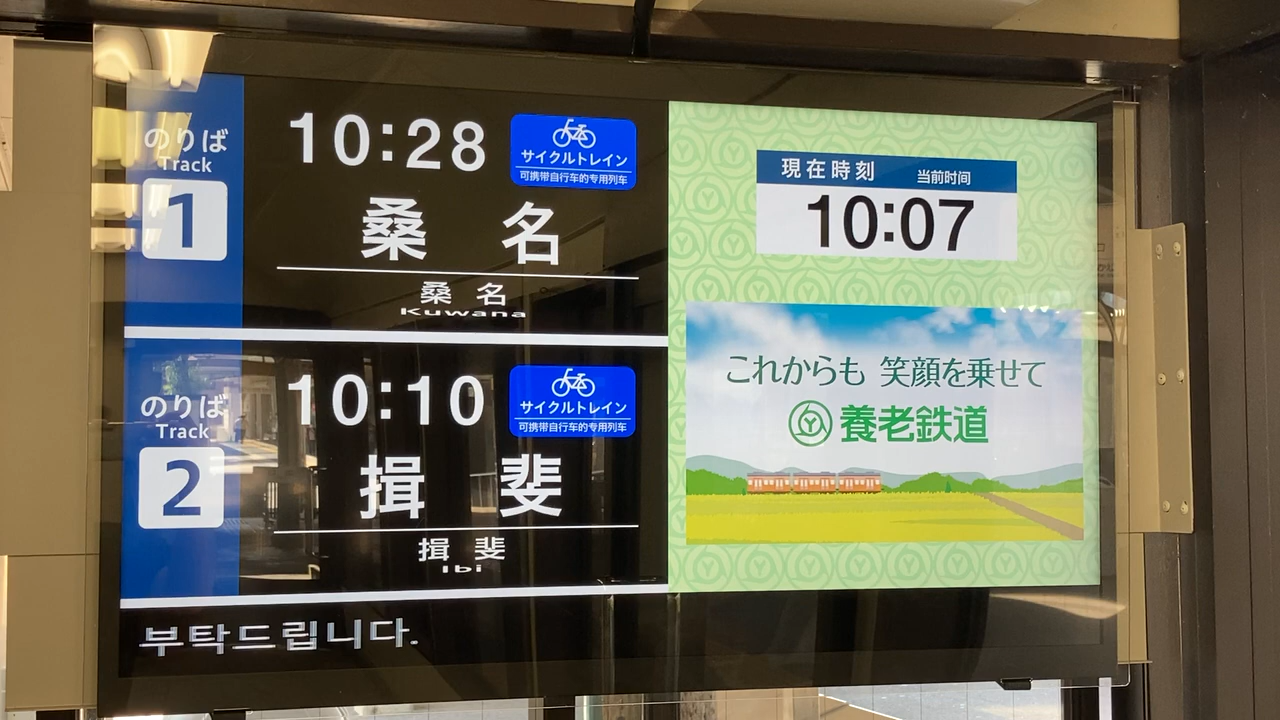 のりば
Track
1
10:28
サイクルトレイン
可携带自行车的专用列车
桑名
桑名
Kuwana
のりば
Track
2
10:10
サイクルトレイン
可携带自行车的专用列车
揖斐
揖斐
Ibi
부탁드립니다.
現在時刻 当前时间
10:07
これからも 笑顔を乗せて
養老鉄道